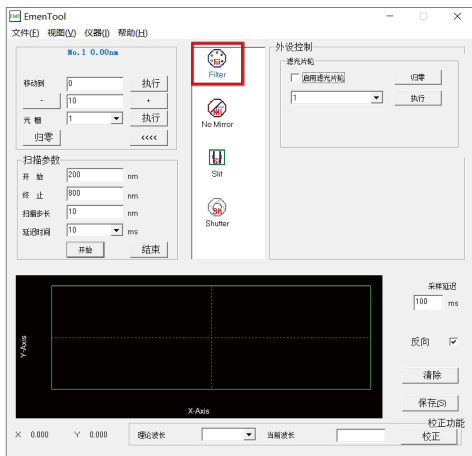 EmenTool
文件(F) 视图(V) 仪器(I) 帮助(H)
No.1 0.00nm
移动到 0 执行
- 10 +
光 栅 1 执行
归零 <<<<
扫描参数
开 始 200 nm
终 止 800 nm
扫描步长 10 nm
延迟时间 10 ms
开始 结束
Filter
No Mirror
Slit
Shutter
外设控制
滤光片轮
启用滤光片轮 归零
1 执行
Y-Axis
X-Axis
采样延迟
100 ms
反向
清除
保存(S)
校正功能
X 0.000 Y 0.000 理论波长 当前波长 校正